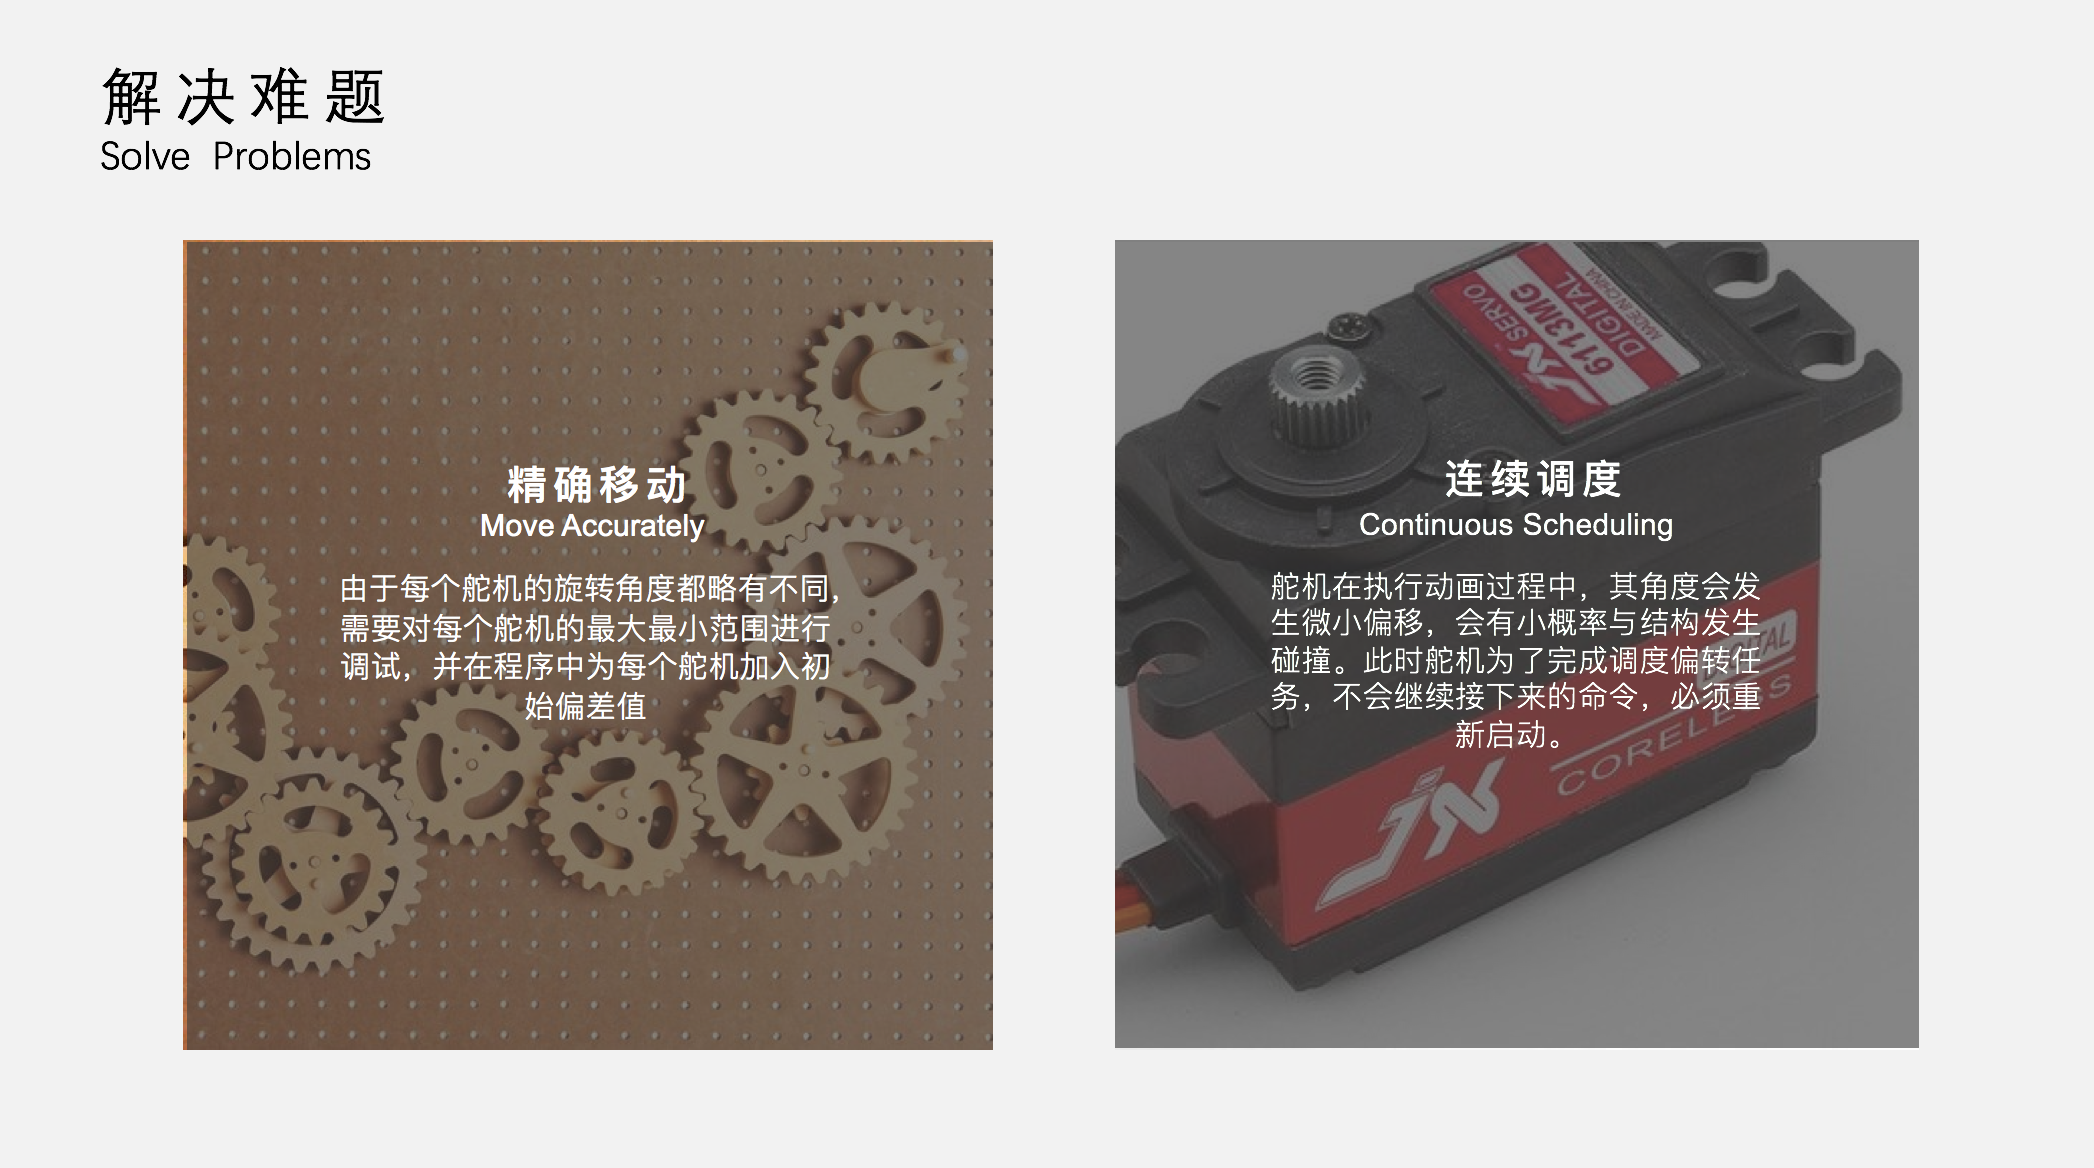 解决难题
Solve Problems
精确移动
Move Accurately
由于每个舵机的旋转角度都略有不同，
需要对每个舵机的最大最小范围进行
调试，并在程序中为每个舵机加入初
始偏差值
JX SERVO
6113MG
DIGITAL
MADE IN CHINA
连续调度
Continuous Scheduling
舵机在执行动画过程中，其角度会发
生微小偏移，会有小概率与结构发生
碰撞。此时舵机为了完成调度偏转任
务，不会继续接下来的命令，必须重
新启动。
DIGITAL
CORELESS
JX